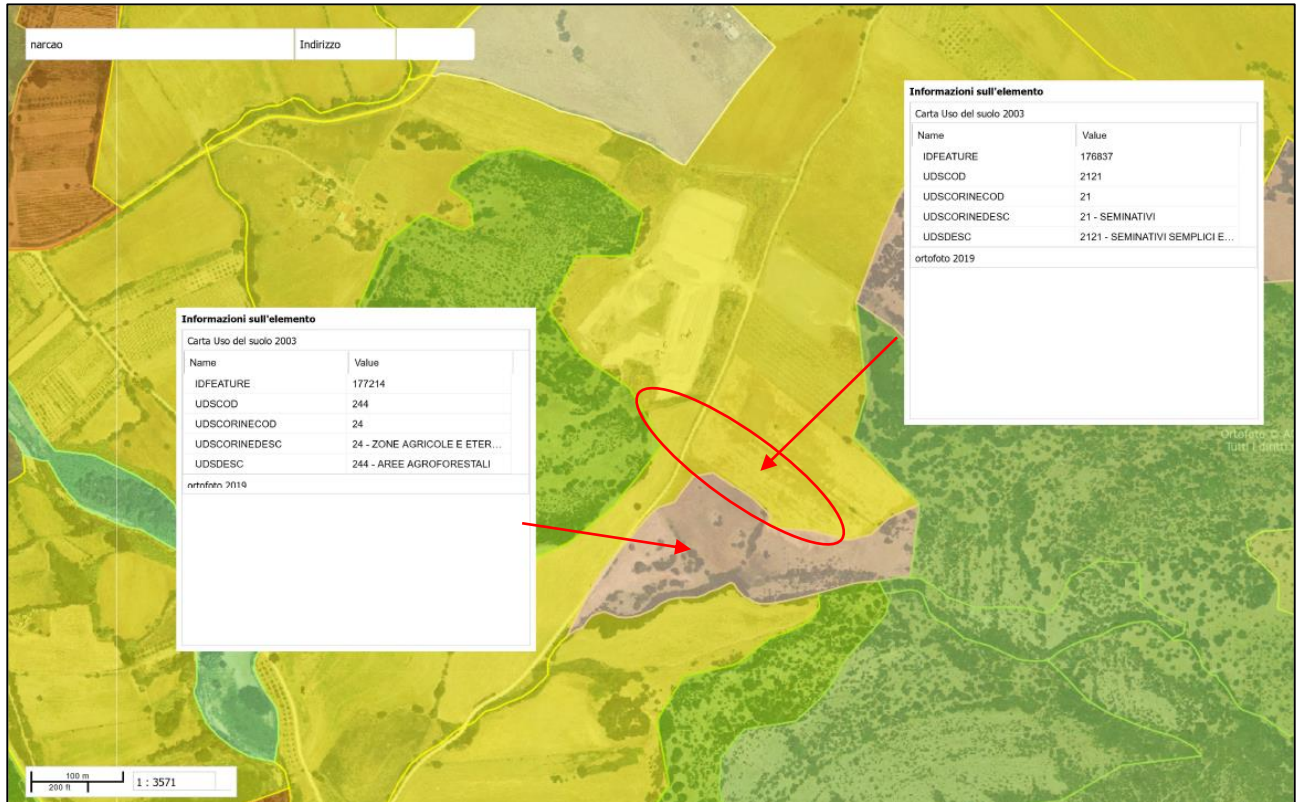 narcao Indirizzo
Informazioni sull'elemento
Carta Uso del suolo 2003
Name Value
IDFEATURE 176837
UDSCOD 2121
UDSCORINECOD 21
UDSCORINEDESC 21 - SEMINATIVI
UDSDESC 2121 - SEMINATIVI SEMPLICI E...
ortofoto 2019
Informazioni sull'elemento
Carta Uso del suolo 2003
Name Value
IDFEATURE 177214
UDSCOD 244
UDSCORINECOD 24
UDSCORINEDESC 24 - ZONE AGRICOLE E ETER...
UDSDESC 244 - AREE AGROFORESTALI
ortofoto 2019
Ortofoto © A
Tutti i diritti
100 m
200 ft
1 : 3571